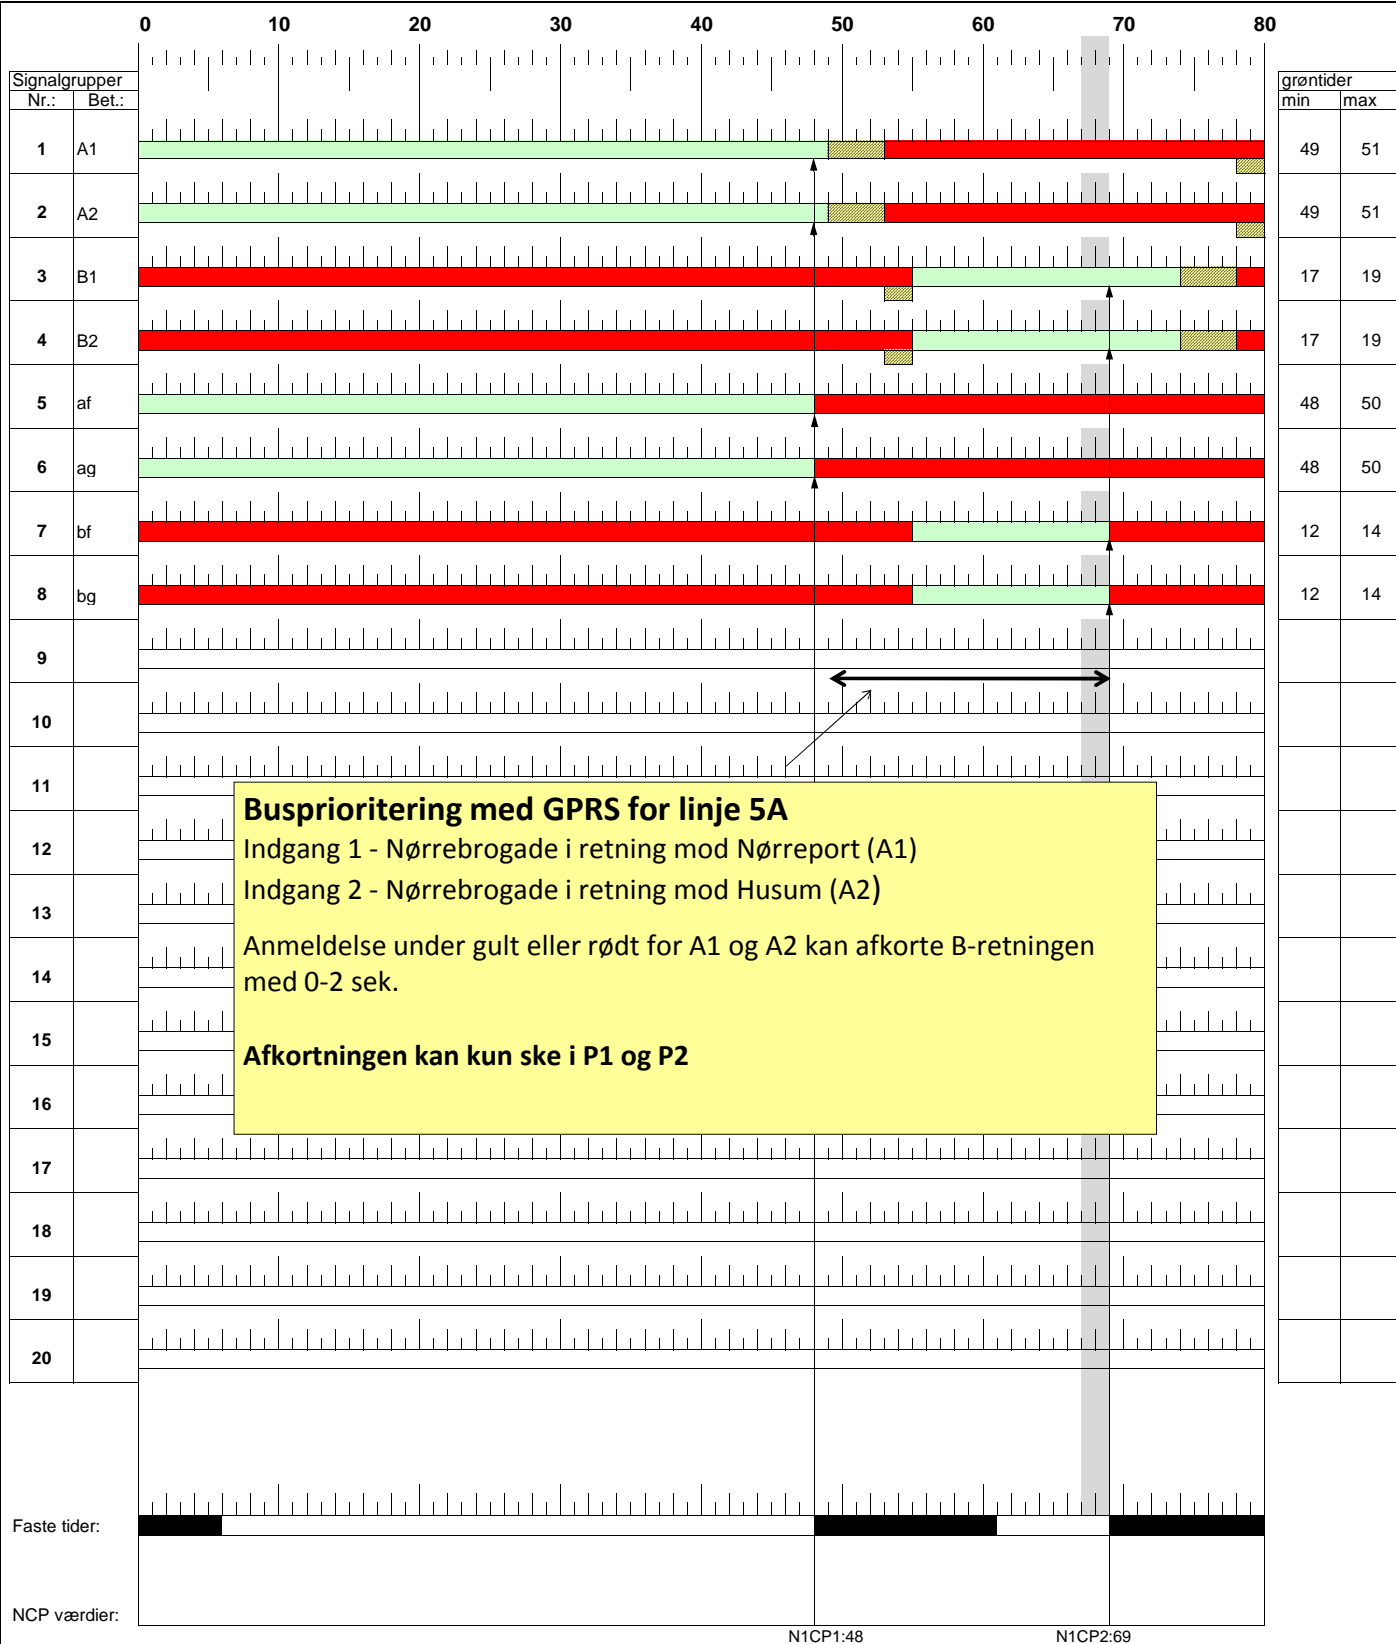 0 10 20 30 40 50 60 70 80
Signalgrupper grøntider
Nr.: Bet.: min max
1 A1 49 51
2 A2 49 51
3 B1 17 19
4 B2 17 19
5 af 48 50
6 ag 48 50
7 bf 12 14
8 bg 12 14
9
10
11
12
13
14
15
16
17
18
19
20
Busprioritering med GPRS for linje 5A
Indgang 1 - Nørrebrogade i retning mod Nørreport (A1)
Indgang 2 - Nørrebrogade i retning mod Husum (A2)
Anmeldelse under gult eller rødt for A1 og A2 kan afkorte B-retningen
med 0-2 sek.
Afkortningen kan kun ske i P1 og P2
Faste tider:
NCP værdier:
N1CP1:48 N1CP2:69